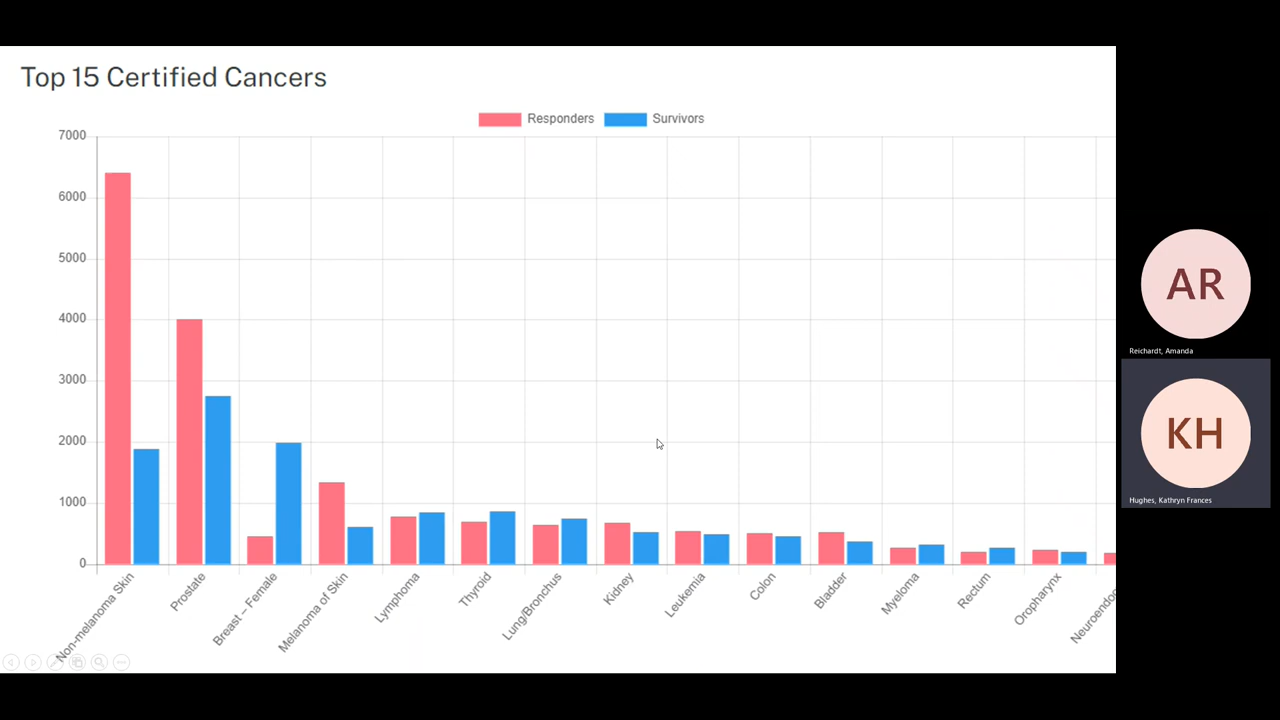 Top 15 Certified Cancers
Responders Survivors
7000
6000
5000
4000
3000
2000
1000
0
Non-melanoma Skin
Prostate
Breast – Female
Melanoma of Skin
Lymphoma
Thyroid
Lung/Bronchus
Kidney
Leukemia
Colon
Bladder
Myeloma
Rectum
Oropharynx
AR
Reichardt, Amanda
KH
Hughes, Kathryn Frances